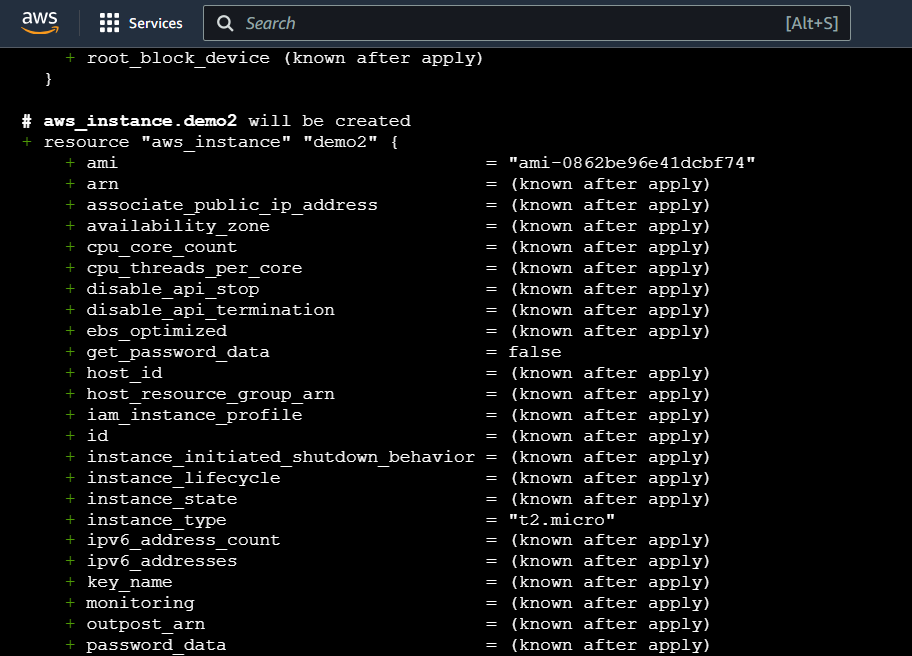 aws Services Search [Alt+S]
+ root_block_device (known after apply)
}
# aws_instance.demo2 will be created
+ resource "aws_instance" "demo2" {
+ ami = "ami-0862be96e41dcbf74"
+ arn = (known after apply)
+ associate_public_ip_address = (known after apply)
+ availability_zone = (known after apply)
+ cpu_core_count = (known after apply)
+ cpu_threads_per_core = (known after apply)
+ disable_api_stop = (known after apply)
+ disable_api_termination = (known after apply)
+ ebs_optimized = (known after apply)
+ get_password_data = false
+ host_id = (known after apply)
+ host_resource_group_arn = (known after apply)
+ iam_instance_profile = (known after apply)
+ id = (known after apply)
+ instance_initiated_shutdown_behavior = (known after apply)
+ instance_lifecycle = (known after apply)
+ instance_state = (known after apply)
+ instance_type = "t2.micro"
+ ipv6_address_count = (known after apply)
+ ipv6_addresses = (known after apply)
+ key_name = (known after apply)
+ monitoring = (known after apply)
+ outpost_arn = (known after apply)
+ password_data = (known after apply)